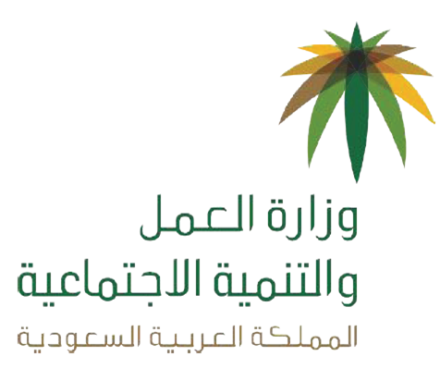 وزارة العمل
والتنمية الاجتماعية
المملكة العربية السعودية